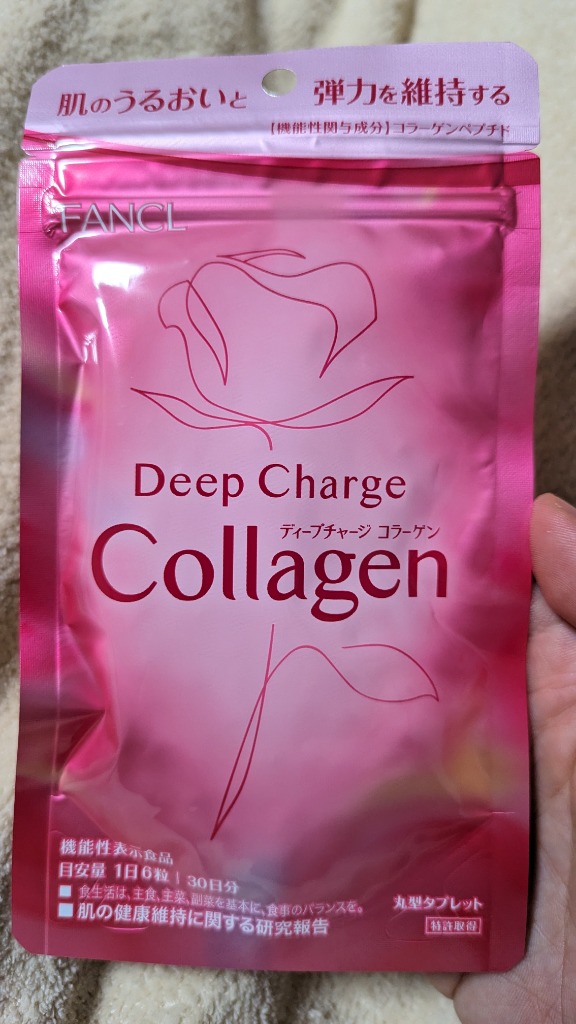 肌のうるおいと 弾力を維持する
【機能性関与成分】コラーゲンペプチド
FANCL
Deep Charge
ディープチャージ コラーゲン
Collagen
機能性表示食品
目安量 1日6粒 | 30日分
■ 食生活は、主食、主菜、副菜を基本に、食事のバランスを。
■ 肌の健康維持に関する研究報告
丸型タブレット
特許取得